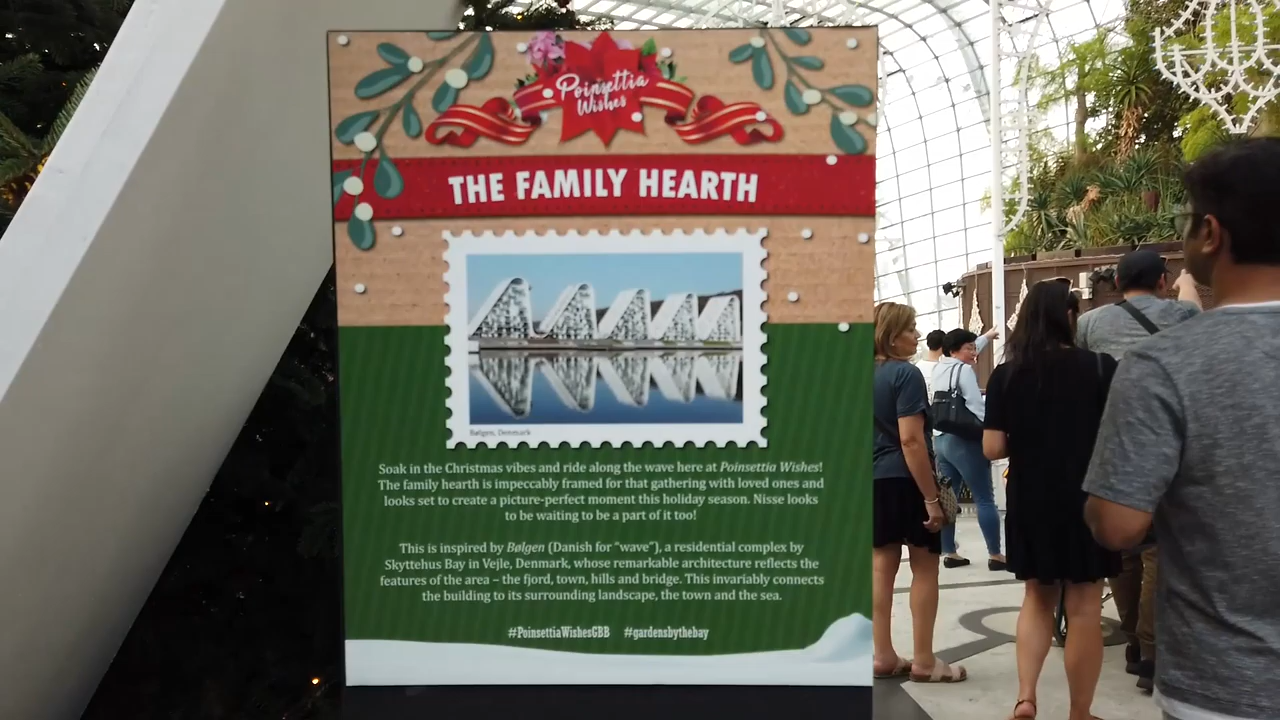 Poinsettia
Wishes
THE FAMILY HEARTH
Bølgen, Denmark
Soak in the Christmas vibes and ride along the wave here at Poinsettia Wishes!
The family hearth is impeccably framed for that gathering with loved ones and
looks set to create a picture-perfect moment this holiday season. Nisse looks
to be waiting to be a part of it too!
This is inspired by Bølgen (Danish for “wave”), a residential complex by
Skyttehus Bay in Vejle, Denmark, whose remarkable architecture reflects the
features of the area – the fjord, town, hills and bridge. This invariably connects
the building to its surrounding landscape, the town and the sea.
#PoinsettiaWishesGBB #gardensbythebay